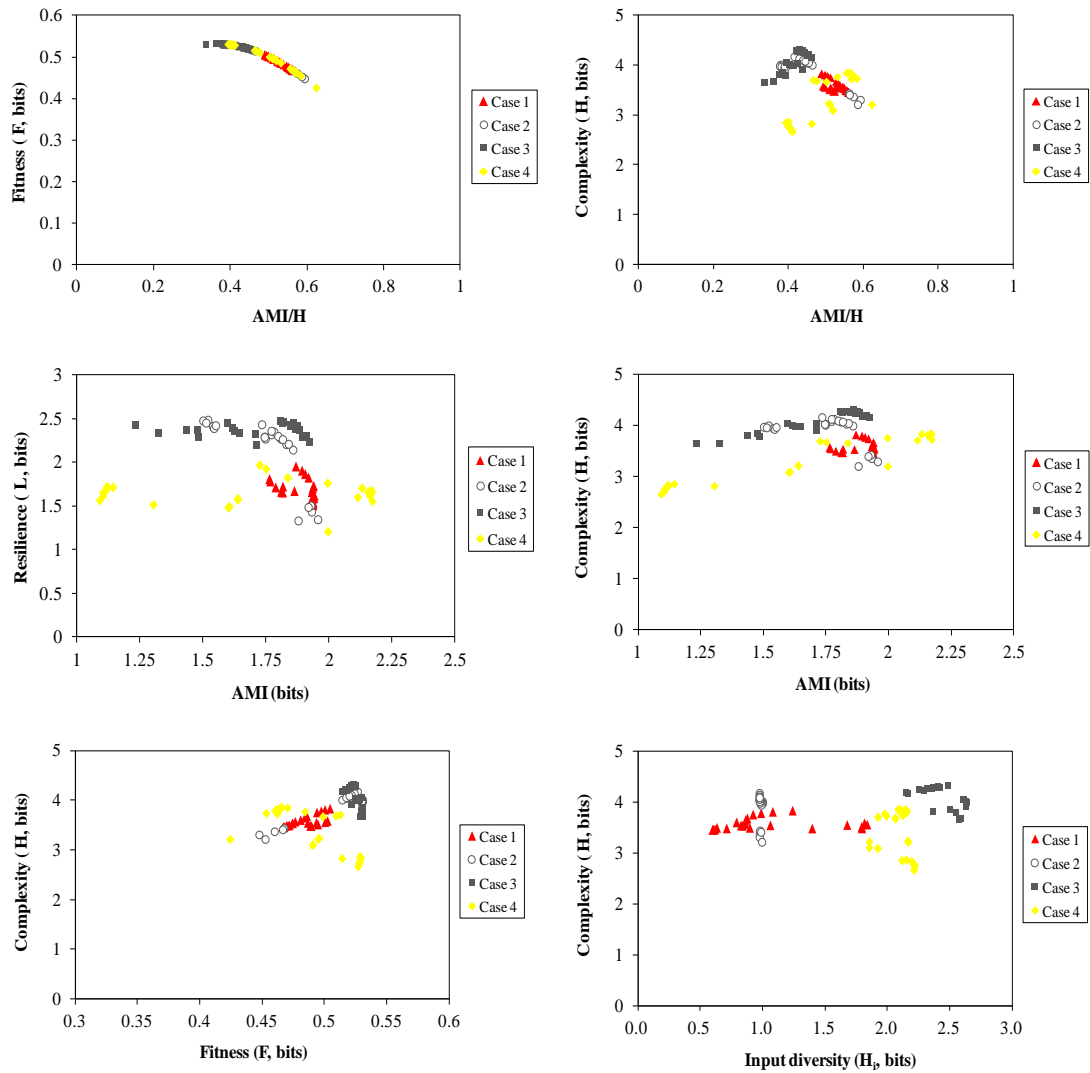 0.6
0.5
0.4
0.3
0.2
0.1
0
Fitness ( F, bits)
0
0.2
0.4
0.6
0.8
1
AMI/H
Case 1
Case 2
Case 3
Case 4
5
4
3
2
1
0
Complexity ( H, bits)
0
0.2
0.4
0.6
0.8
1
AMI/H
Case 1
Case 2
Case 3
Case 4
3
2.5
2
1.5
1
0.5
0
Resilience ( L, bits)
1
1.25
1.5
1.75
2
2.25
2.5
AMI (bits)
Case 1
Case 2
Case 3
Case 4
5
4
3
2
1
0
Complexity ( H, bits)
1
1.25
1.5
1.75
2
2.25
2.5
AMI (bits)
Case 1
Case 2
Case 3
Case 4
5
4
3
2
1
0
Complexity ( H, bits)
0.3
0.35
0.4
0.45
0.5
0.55
0.6
Fitness (F, bits)
Case 1
Case 2
Case 3
Case 4
5
4
3
2
1
0
Complexity ( H, bits)
0.0
0.5
1.0
1.5
2.0
2.5
3.0
Input diversity (Hi, bits)
Case 1
Case 2
Case 3
Case 4